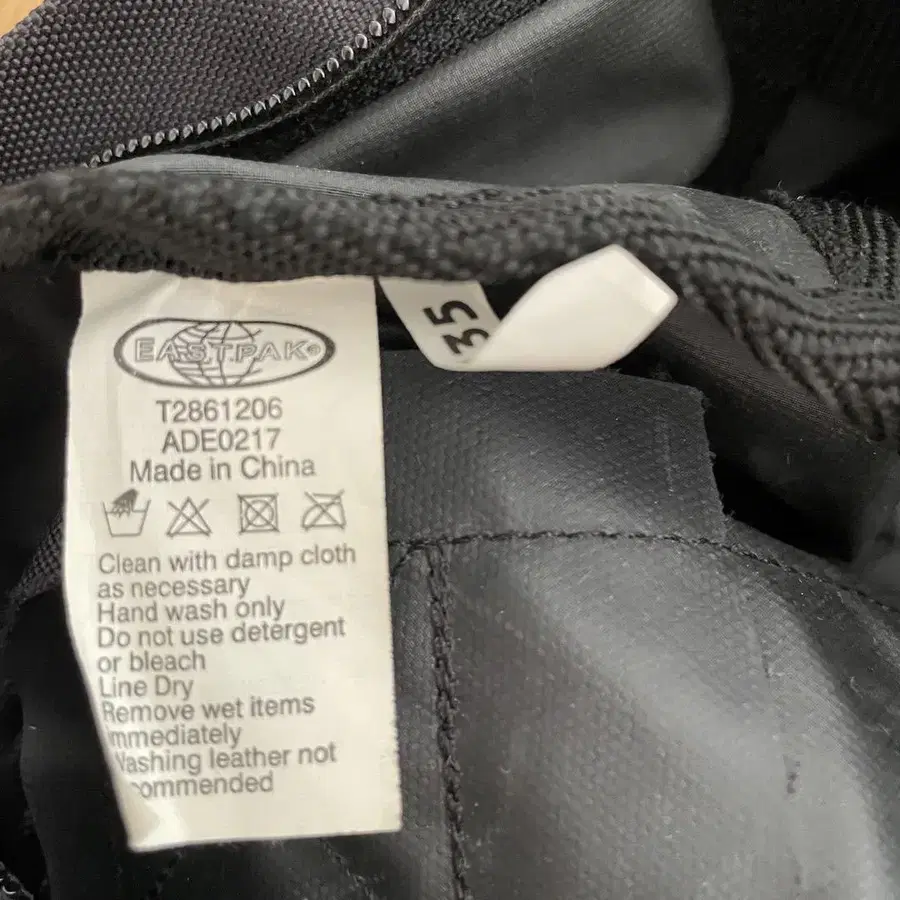 EASTPAK®
T2861206
ADE0217
Made in China
Clean with damp cloth
as necessary
Hand wash only
Do not use detergent
or bleach
Line Dry
Remove wet items
immediately
Washing leather not
commended
35